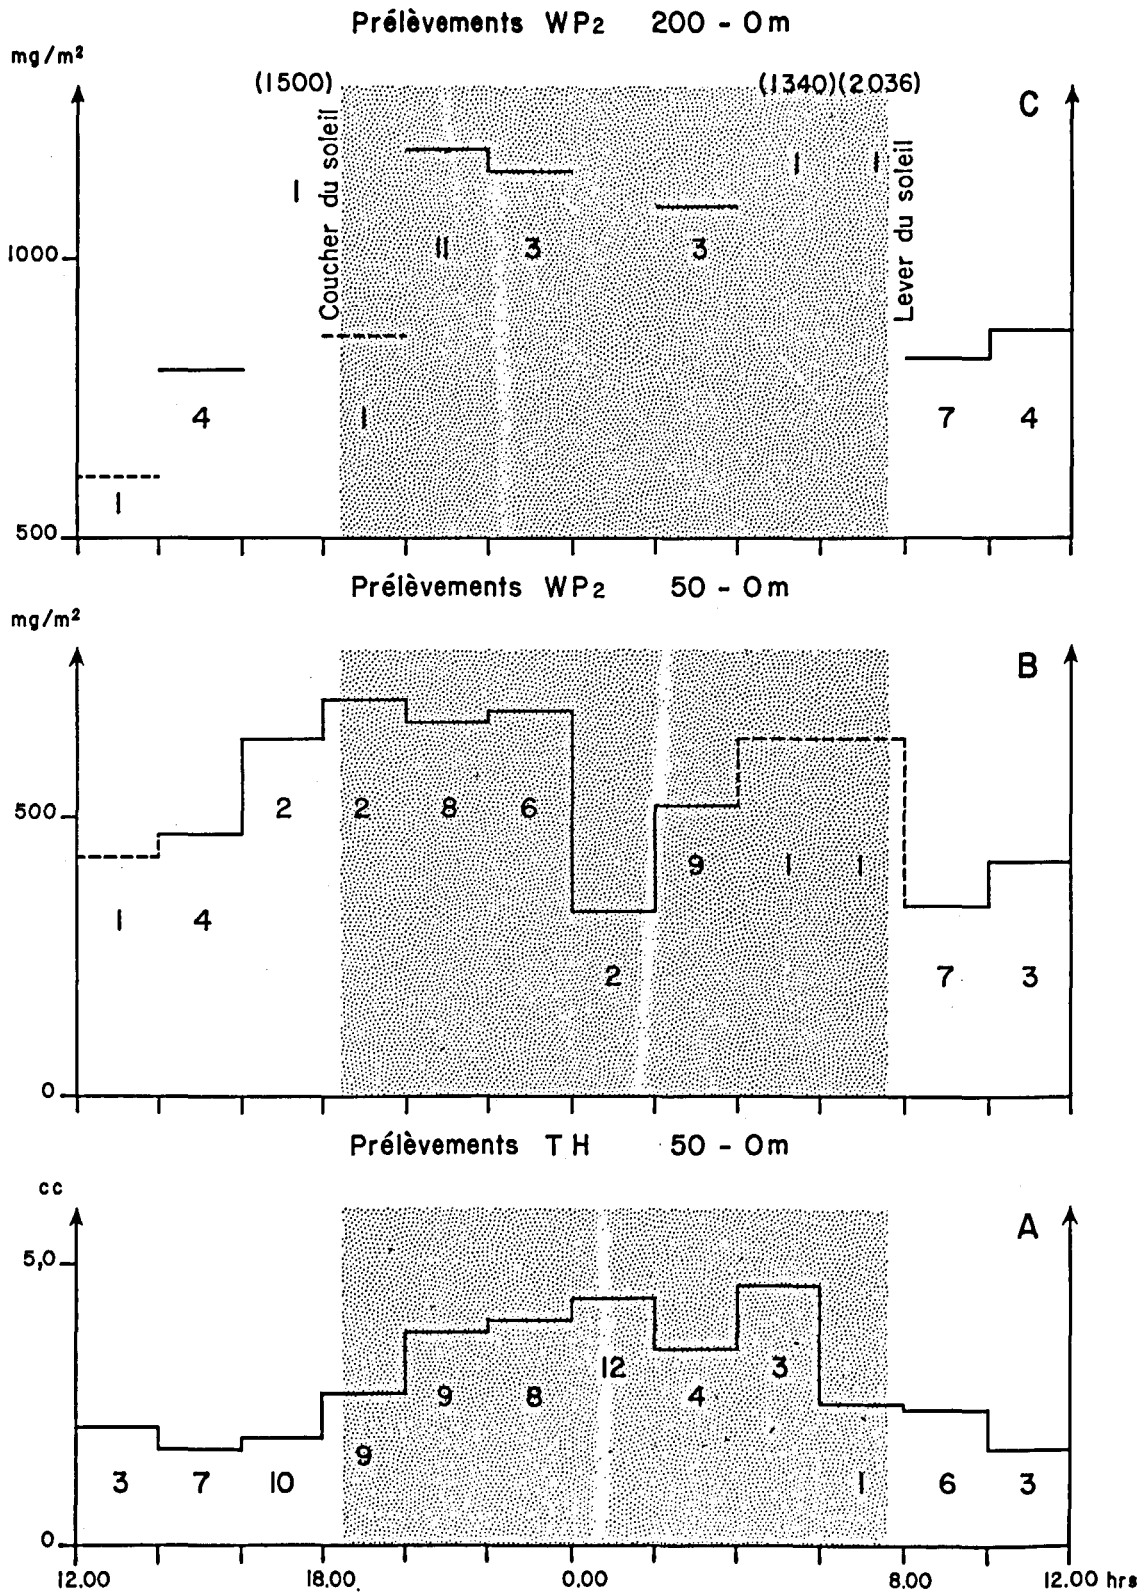 Prélèvements WP2 200 - 0m
mg/m²
(1500) (1340)(2036)
C
Coucher du soleil
Lever du soleil
1 1 1
1000
11 3 3
4 1 7 4
1
500
Prélèvements WP2 50 - 0m
mg/m²
B
500
2 2 8 6
9 1 1
1 4
2 7 3
0
Prélèvements TH 50 - 0m
cc
A
5,0
12 3
9 8 4
9
3 7 10 1 6 3
0
12.00 18.00 0.00 8.00 12.00 hrs